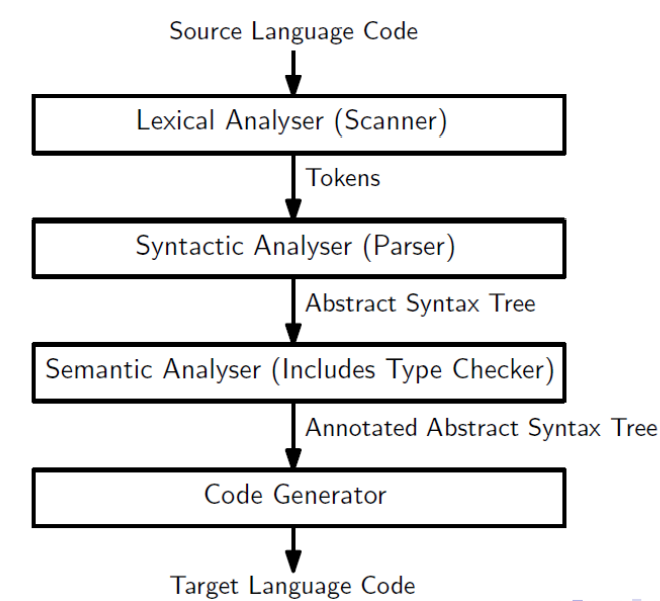 Source Language Code
Lexical Analyser (Scanner)
Tokens
Syntactic Analyser (Parser)
Abstract Syntax Tree
Semantic Analyser (Includes Type Checker)
Annotated Abstract Syntax Tree
Code Generator
Target Language Code